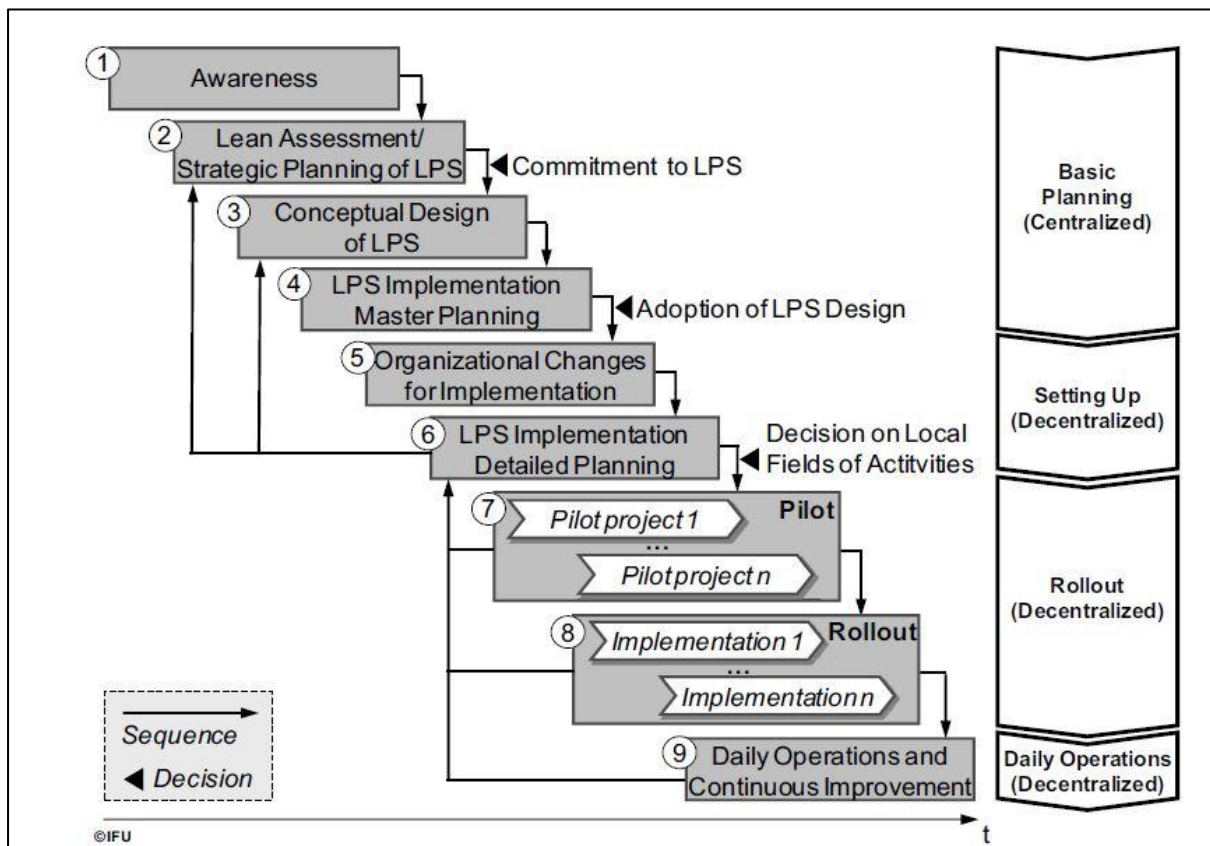 1
Awareness
2
Lean Assessment/
Strategic Planning of LPS
Commitment to LPS
3
Conceptual Design
of LPS
4
LPS Implementation
Master Planning
Adoption of LPS Design
5
Organizational Changes
for Implementation
6
LPS Implementation
Detailed Planning
Decision on Local
Fields of Actitvities
7
Pilot
Pilot project 1
...
Pilot project n
8
Rollout
Implementation 1
...
Implementation n
9
Daily Operations and
Continuous Improvement
Basic
Planning
(Centralized)
Setting Up
(Decentralized)
Rollout
(Decentralized)
Daily Operations
(Decentralized)
Sequence
Decision
©IFU
t